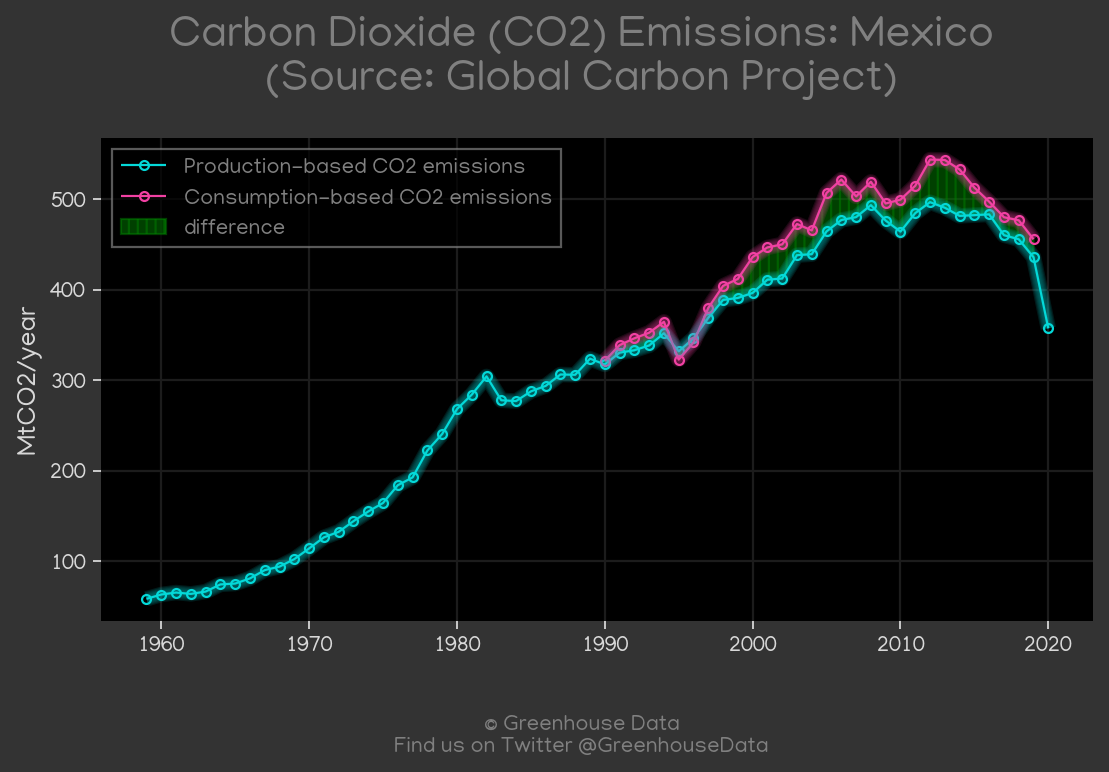 Carbon Dioxide (CO2) Emissions: Mexico
(Source: Global Carbon Project)
Production-based CO2 emissions
Consumption-based CO2 emissions
difference
MtCO2/year
500
400
300
200
100
1960 1970 1980 1990 2000 2010 2020
© Greenhouse Data
Find us on Twitter @GreenhouseData